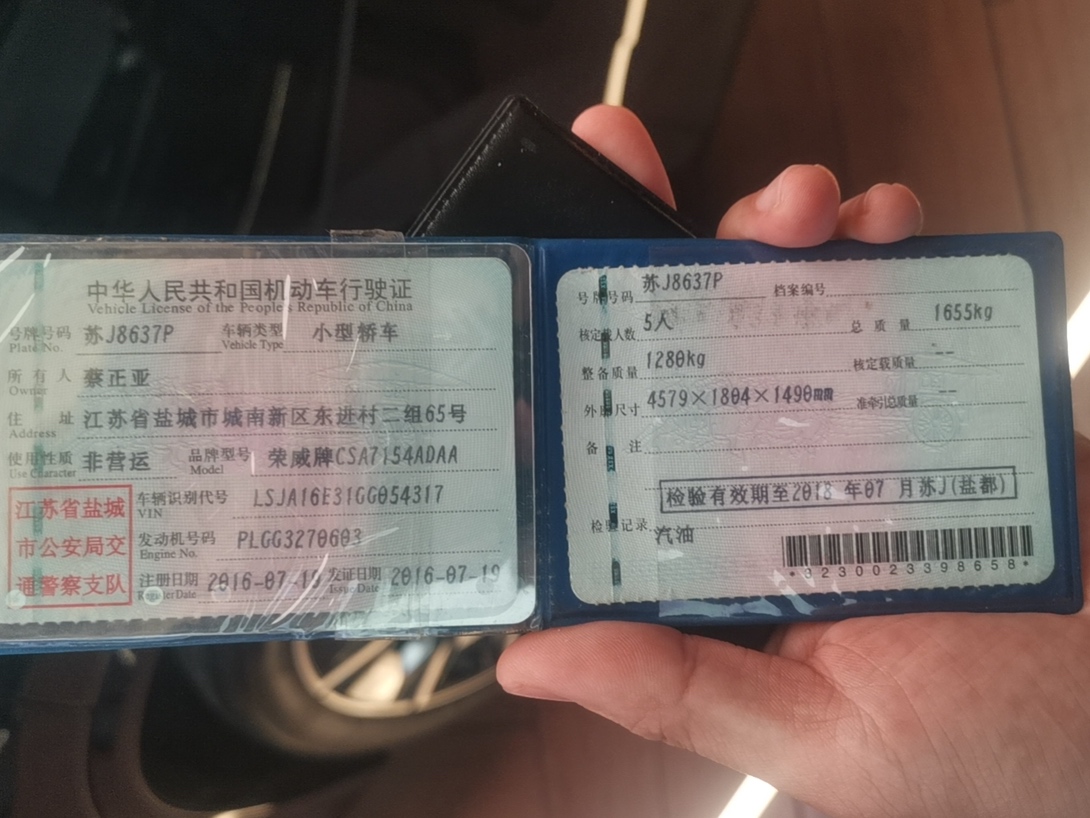 中华人民共和国机动车行驶证
Vehicle License of the People's Republic of China
号牌号码 苏J8637P 车辆类型 小型轿车
Plate No. Vehicle Type
所有人 蔡正亚
Owner
住址 江苏省盐城市城南新区东进村二组65号
Address
使用性质 非营运 品牌型号 荣威牌CSA7154ADAA
Use Character Model
江苏省盐城
市公安局交
通警察支队
车辆识别代号 LSJA16E31GG054317
VIN
发动机号码 PLGG3270603
Engine No.
注册日期 2016-07-19 发证日期 2016-07-19
Register Date Issue Date
号牌号码 苏J8637P 档案编号
核定载人数 5人 总质量 1655kg
整备质量 1280kg 核定载质量 --
外廓尺寸 4579×1804×1490mm 准牵引总质量 --
备注
检验有效期至2018年07月苏J(盐都)
检验记录 汽油
*3230023398658*